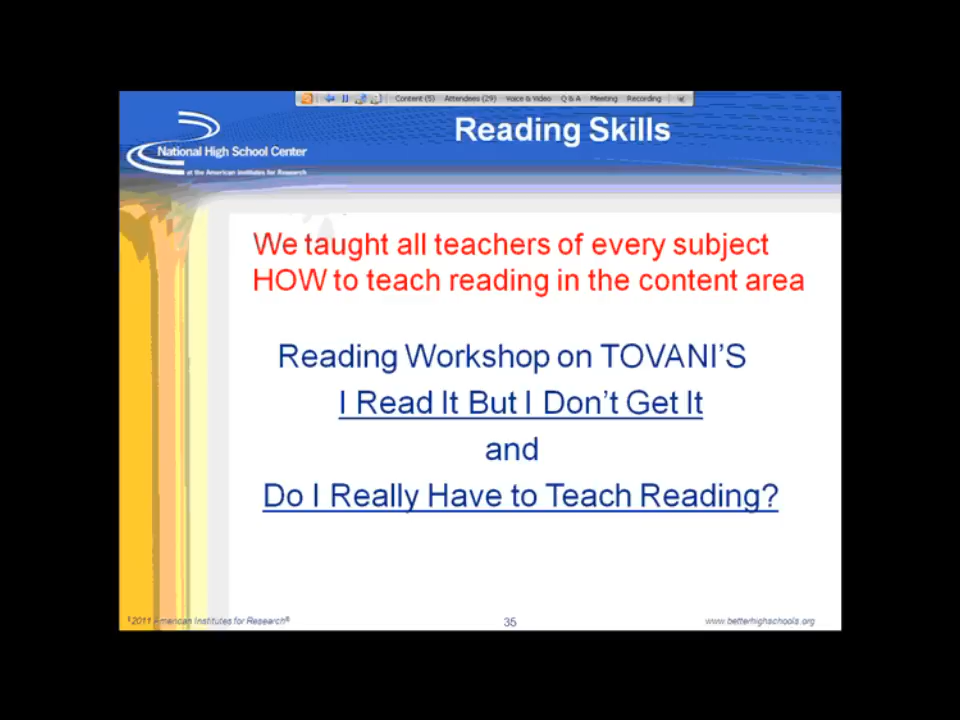 Content (5) Attendees (29) Voice & Video Q & A Meeting Recording
Reading Skills
National High School Center
at the American Institutes for Research
We taught all teachers of every subject
HOW to teach reading in the content area
Reading Workshop on TOVANI'S
I Read It But I Don't Get It
and
Do I Really Have to Teach Reading?
2011 American Institutes for Research®
35
www.betterhighschools.org